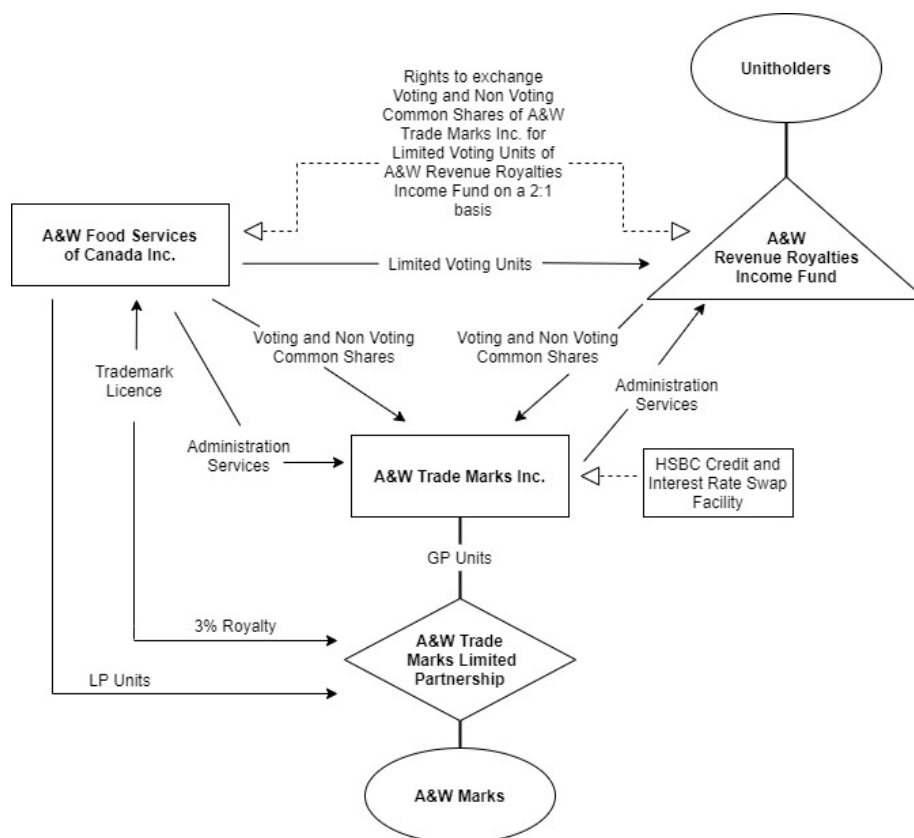 Unitholders
Rights to exchange
Voting and Non Voting
Common Shares of A&W
Trade Marks Inc. for
Limited Voting Units of
A&W Revenue Royalties
Income Fund on a 2:1
basis
A&W Food Services
of Canada Inc.
A&W
Revenue Royalties
Income Fund
Limited Voting Units
Voting and Non Voting
Common Shares
Voting and Non Voting
Common Shares
Trademark
Licence
Administration
Services
Administration
Services
A&W Trade Marks Inc.
HSBC Credit and
Interest Rate Swap
Facility
GP Units
3% Royalty
A&W Trade
Marks Limited
Partnership
LP Units
A&W Marks